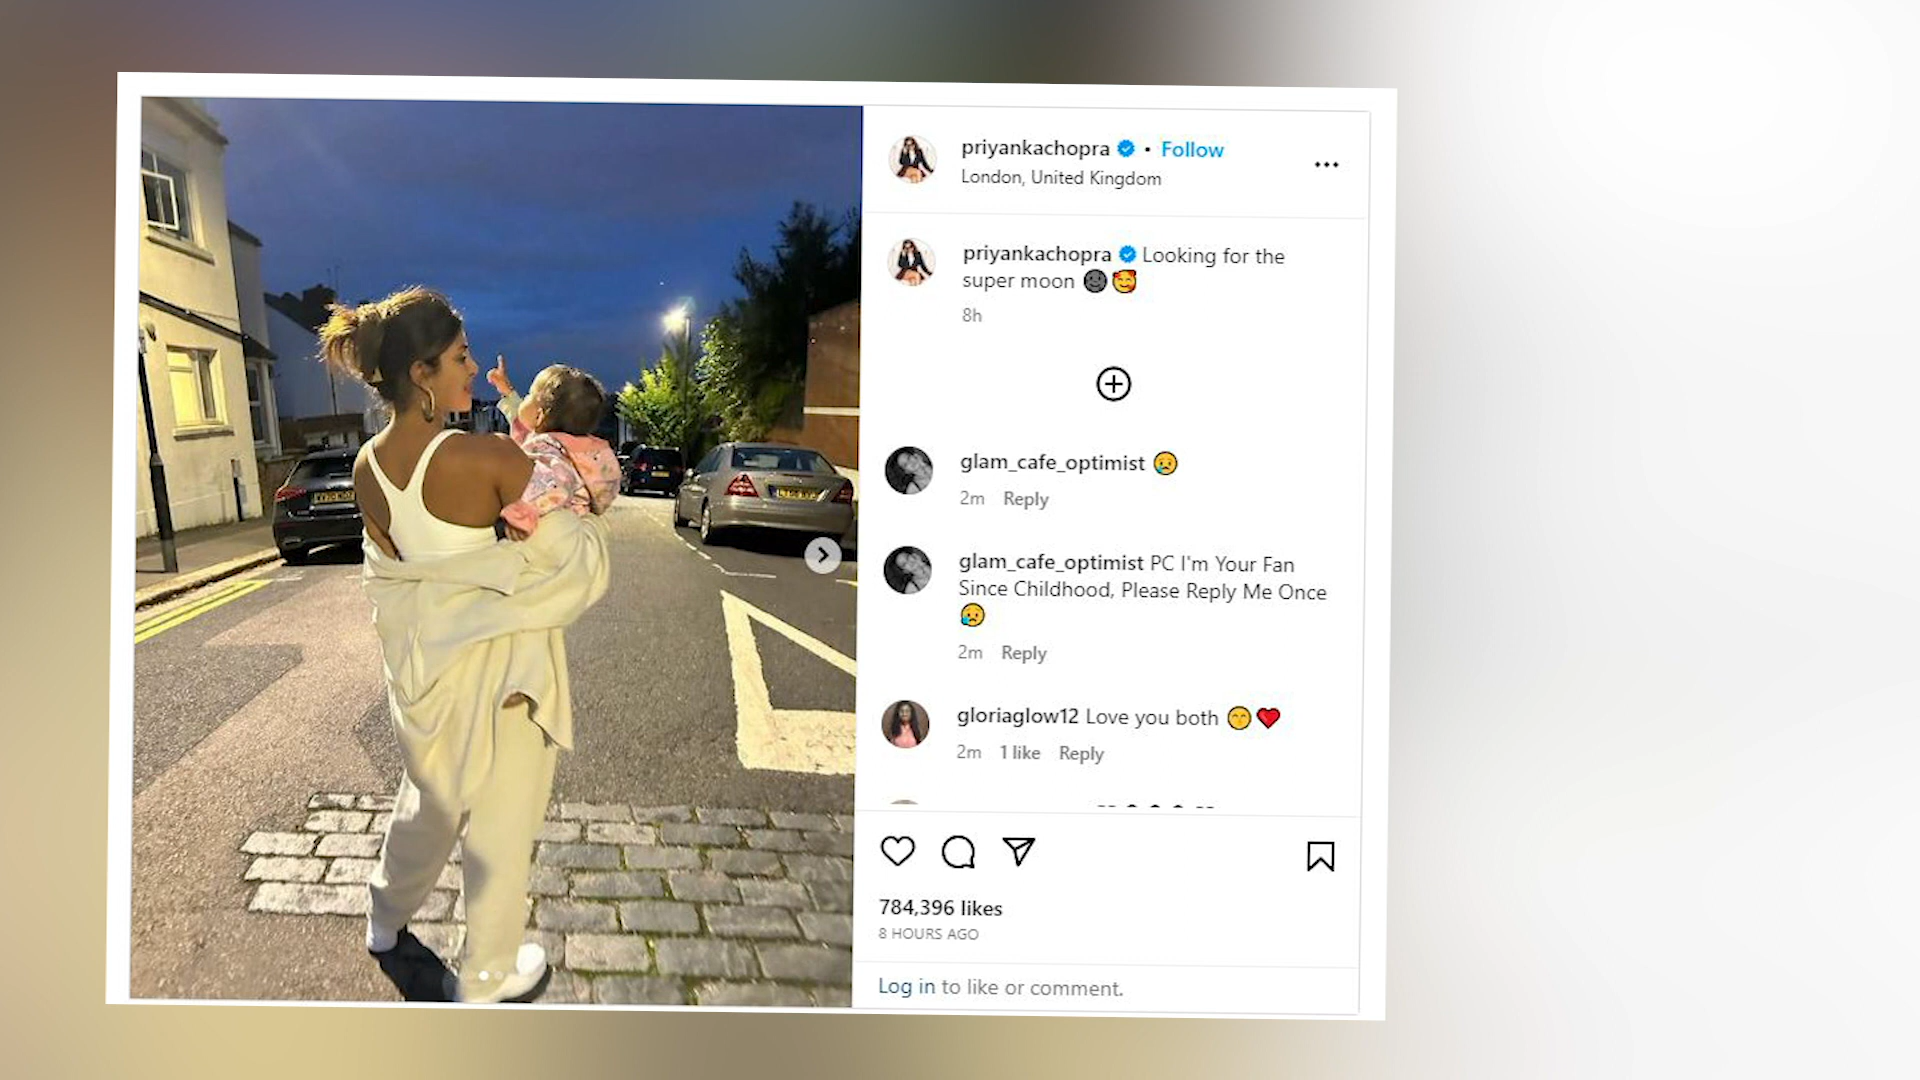 priyankachopra • Follow
London, United Kingdom
priyankachopra Looking for the
super moon 🌚🥰
8h
glam_cafe_optimist 😢
2m Reply
glam_cafe_optimist PC I'm Your Fan
Since Childhood, Please Reply Me Once
😢
2m Reply
gloriaglow12 Love you both 😙❤️
2m 1 like Reply
784,396 likes
8 HOURS AGO
Log in to like or comment.